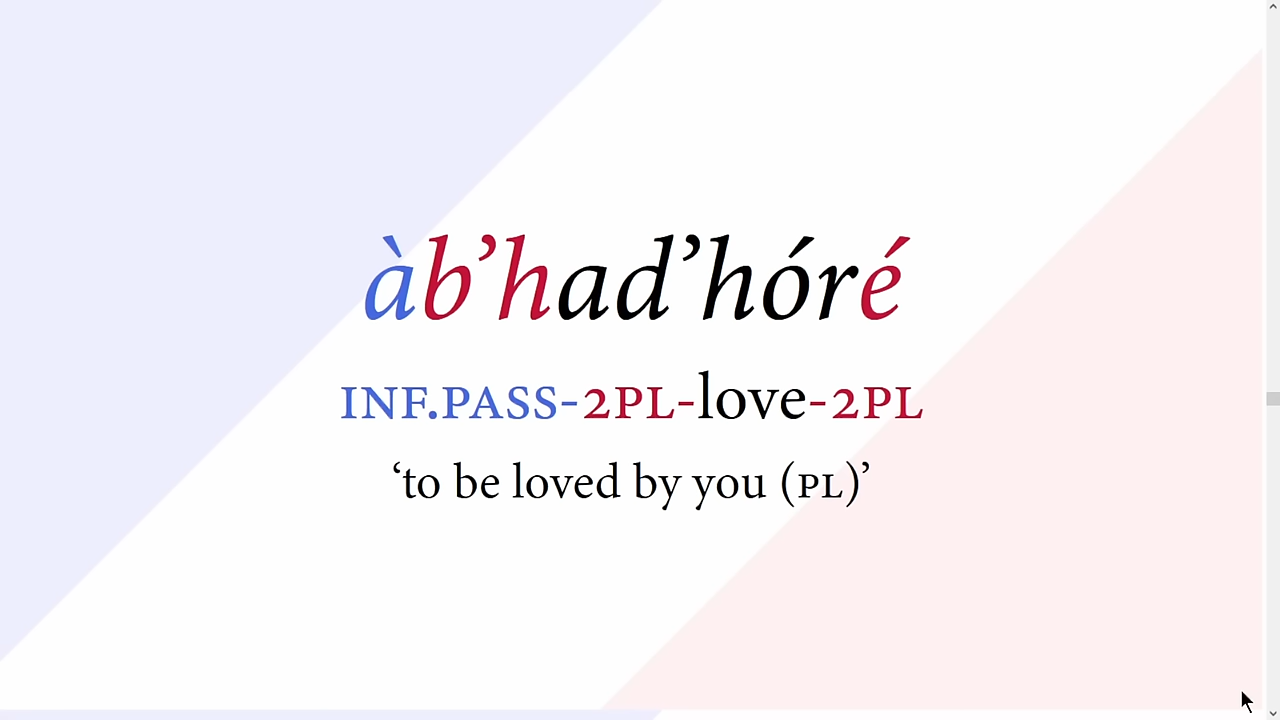 àb’had’hóré
INF.PASS-2PL-love-2PL
‘to be loved by you (PL)’